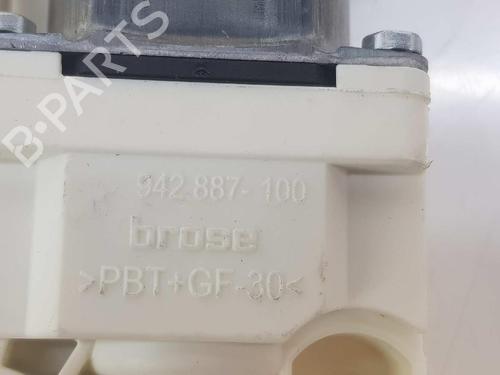 B-PARTS
942.887-100
brose
>PBT+GF-30<